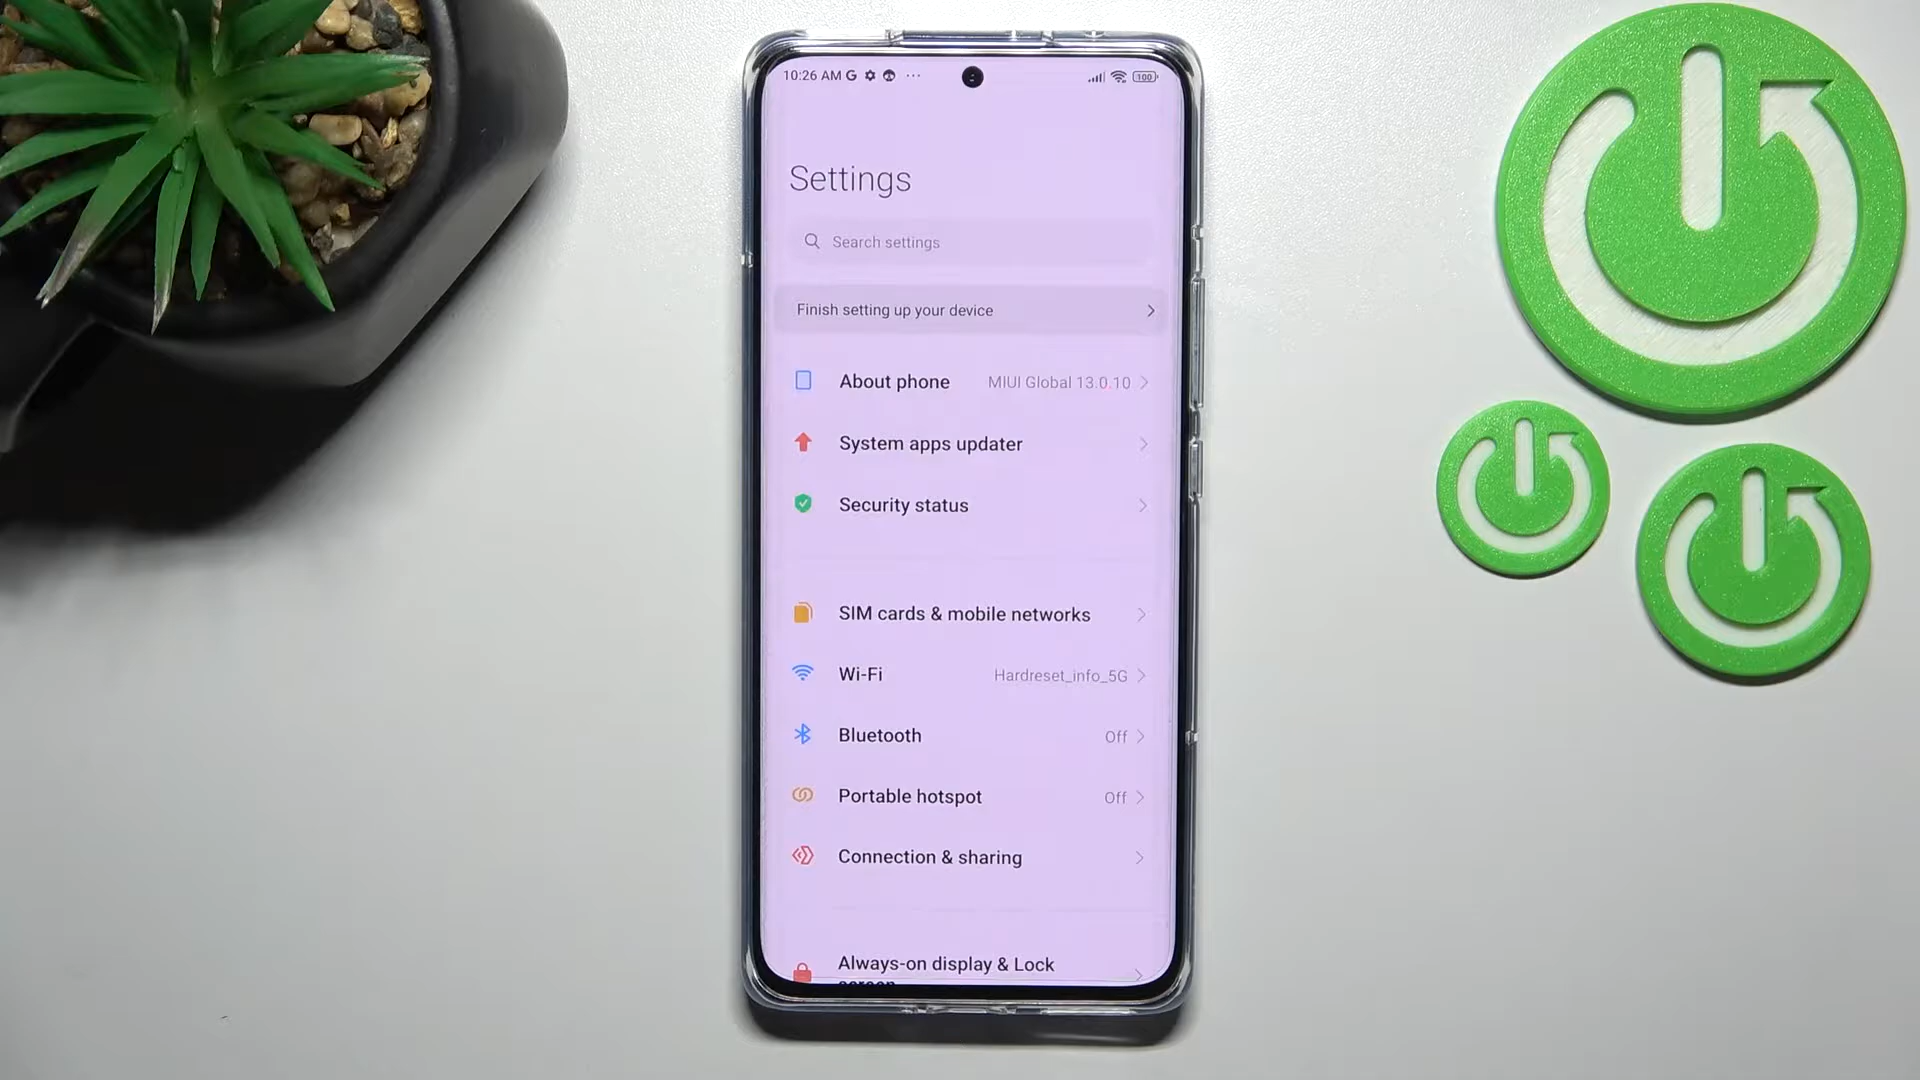 10:26 AM G ...
100
Settings
Search settings
Finish setting up your device
About phone MIUI Global 13.0.10
System apps updater
Security status
SIM cards & mobile networks
Wi-Fi Hardreset_info_5G
Bluetooth Off
Portable hotspot Off
Connection & sharing
Always-on display & Lock
screen